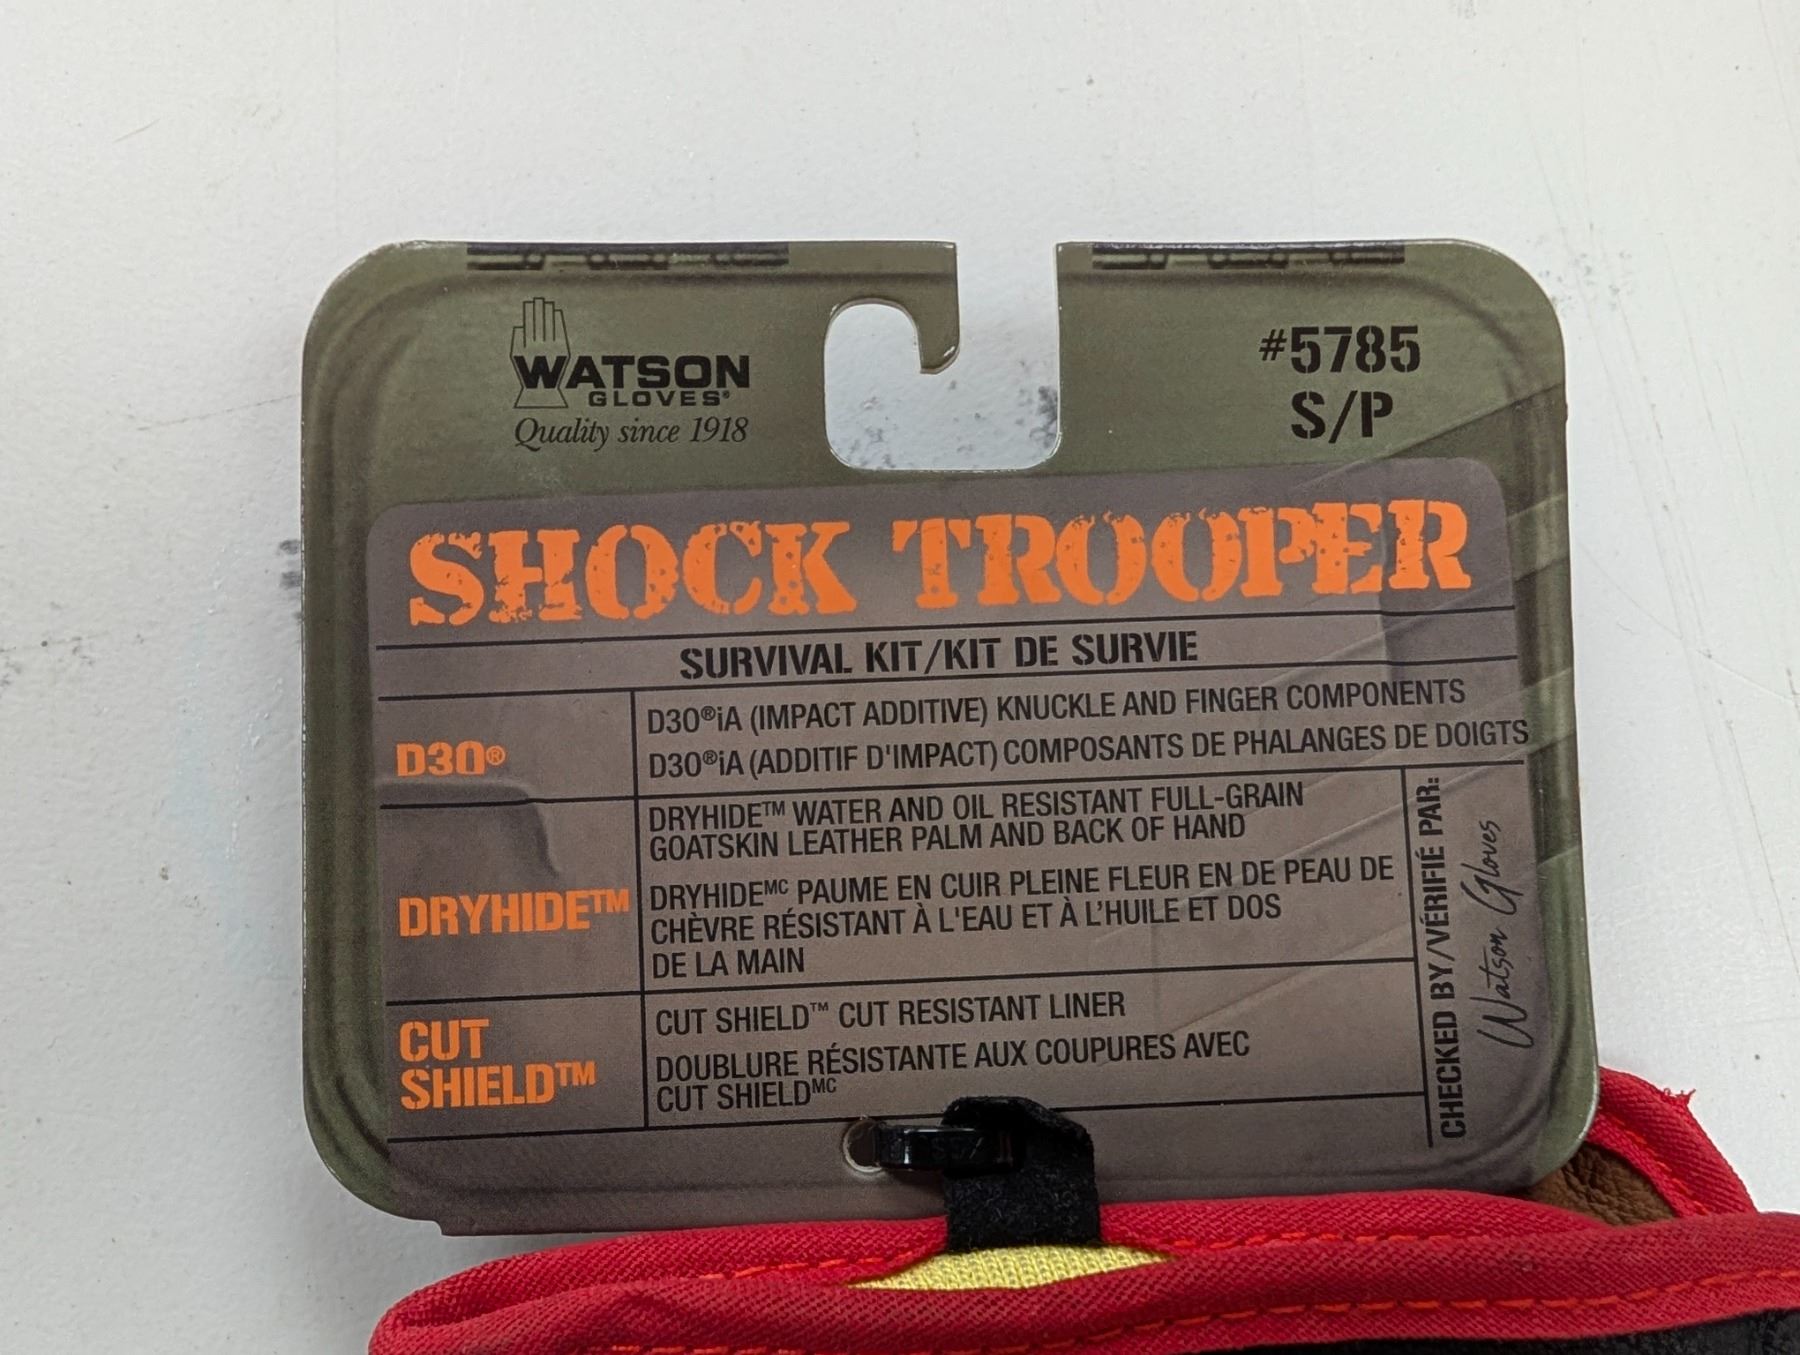 WATSON
GLOVES®
Quality since 1918
#5785
S/P
SHOCK TROOPER
SURVIVAL KIT/KIT DE SURVIE
D30®
D30®iA (IMPACT ADDITIVE) KNUCKLE AND FINGER COMPONENTS
D30®iA (ADDITIF D'IMPACT) COMPOSANTS DE PHALANGES DE DOIGTS
DRYHIDE™
DRYHIDE™ WATER AND OIL RESISTANT FULL-GRAIN
GOATSKIN LEATHER PALM AND BACK OF HAND
DRYHIDEᴹᶜ PAUME EN CUIR PLEINE FLEUR EN DE PEAU DE
CHÈVRE RÉSISTANT À L'EAU ET À L'HUILE ET DOS
DE LA MAIN
CUT
SHIELD™
CUT SHIELD™ CUT RESISTANT LINER
DOUBLURE RÉSISTANTE AUX COUPURES AVEC
CUT SHIELDᴹᶜ
CHECKED BY/VÉRIFIÉ PAR:
Watson Gloves